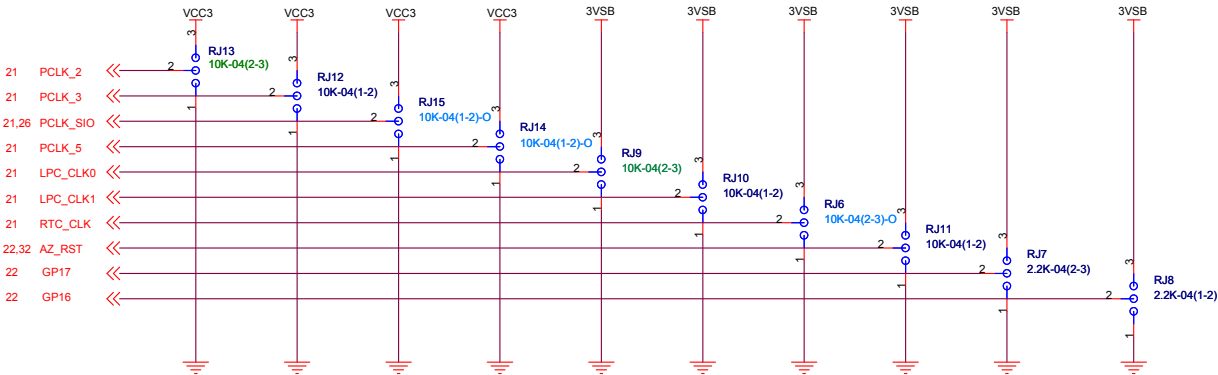 VCC3 VCC3 VCC3 VCC3 3VSB 3VSB 3VSB 3VSB 3VSB 3VSB
3
RJ13
10K-04(2-3)
21 PCLK_2 2
3
RJ12
10K-04(1-2)
21 PCLK_3 2
1
3
RJ15
10K-04(1-2)-O
21,26 PCLK_SIO 2
1
3
RJ14
10K-04(1-2)-O
21 PCLK_5 2
1
3
RJ9
10K-04(2-3)
21 LPC_CLK0 2
1
3
RJ10
10K-04(1-2)
21 LPC_CLK1 2
1
3
RJ6
10K-04(2-3)-O
21 RTC_CLK 2
1
3
RJ11
10K-04(1-2)
22,32 AZ_RST 2
1
3
RJ7
2.2K-04(2-3)
22 GP17 2
1
3
RJ8
2.2K-04(1-2)
22 GP16 2
1
1